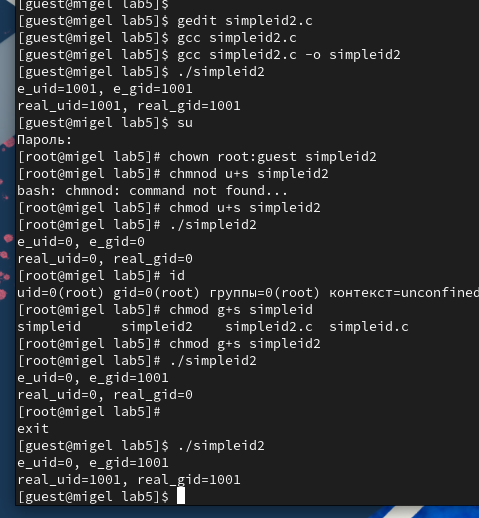 [guest@migel lab5]$
[guest@migel lab5]$ gedit simpleid2.c
[guest@migel lab5]$ gcc simpleid2.c
[guest@migel lab5]$ gcc simpleid2.c -o simpleid2
[guest@migel lab5]$ ./simpleid2
e_uid=1001, e_gid=1001
real_uid=1001, real_gid=1001
[guest@migel lab5]$ su
Пароль:
[root@migel lab5]# chown root:guest simpleid2
[root@migel lab5]# chmnod u+s simpleid2
bash: chmnod: command not found...
[root@migel lab5]# chmod u+s simpleid2
[root@migel lab5]# ./simpleid2
e_uid=0, e_gid=0
real_uid=0, real_gid=0
[root@migel lab5]# id
uid=0(root) gid=0(root) группы=0(root) контекст=unconfined
[root@migel lab5]# chmod g+s simpleid
simpleid     simpleid2    simpleid2.c  simpleid.c
[root@migel lab5]# chmod g+s simpleid2
[root@migel lab5]# ./simpleid2
e_uid=0, e_gid=1001
real_uid=0, real_gid=0
[root@migel lab5]#
exit
[guest@migel lab5]$ ./simpleid2
e_uid=0, e_gid=1001
real_uid=1001, real_gid=1001
[guest@migel lab5]$